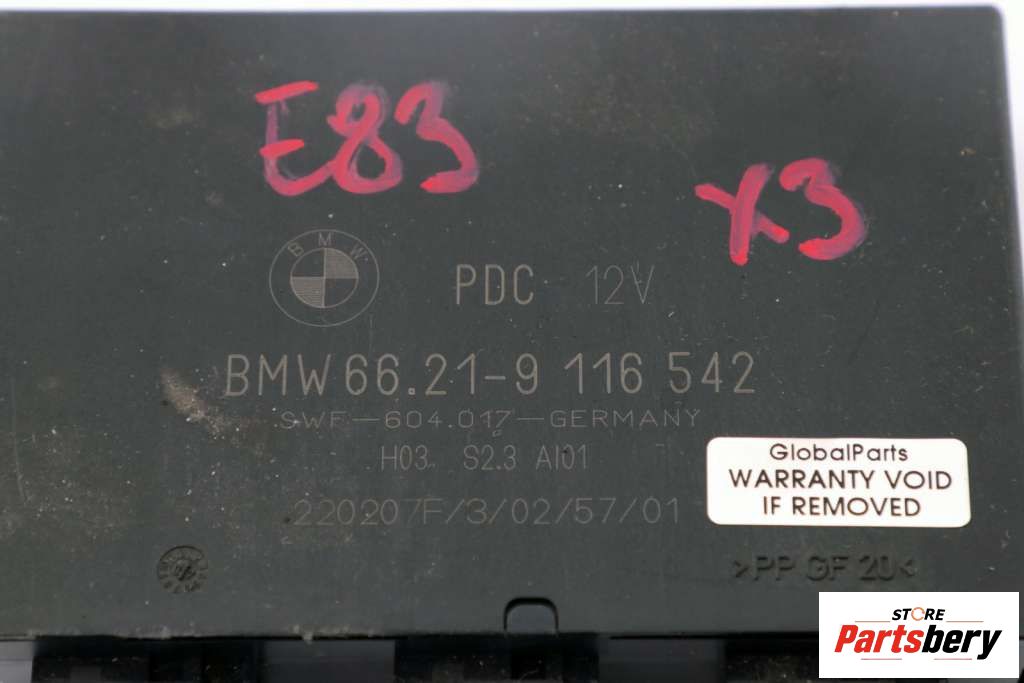 E83
X3
BMW
PDC 12V
BMW 66.21-9 116 542
SWF-604.017-GERMANY
H03 S2.3 AI01
220207F/3/02/57/01
GlobalParts
WARRANTY VOID
IF REMOVED
>PP GF 20<
STORE
Partsbery